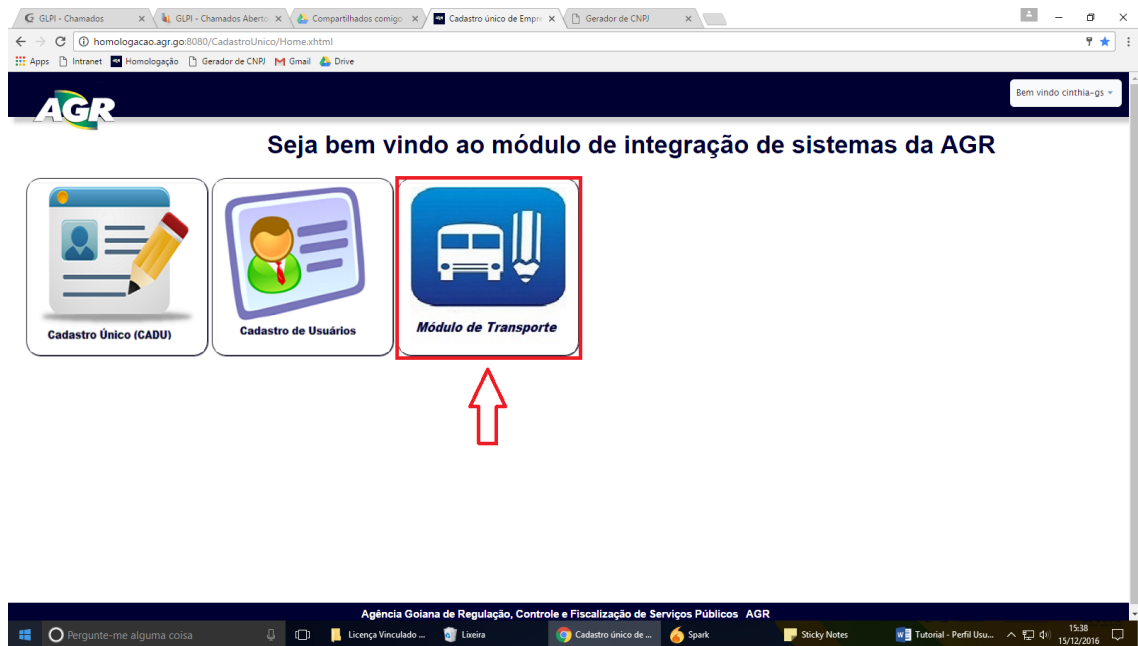 GLPI - Chamados
GLPI - Chamados Aberto
Compartilhados comigo
Cadastro único de Empre
Gerador de CNPJ
homologacao.agr.go:8080/CadastroUnico/Home.xhtml
Apps
Intranet
Homologação
Gerador de CNPJ
Gmail
Drive
AGR
Bem vindo cinthia-gs
Seja bem vindo ao módulo de integração de sistemas da AGR
Cadastro Único (CADU)
Cadastro de Usuários
Módulo de Transporte
Agência Goiana de Regulação, Controle e Fiscalização de Serviços Públicos AGR
Pergunte-me alguma coisa
Licença Vinculado ...
Lixeira
Cadastro único de ...
Spark
Sticky Notes
Tutorial - Perfil Usu...
15:38
15/12/2016